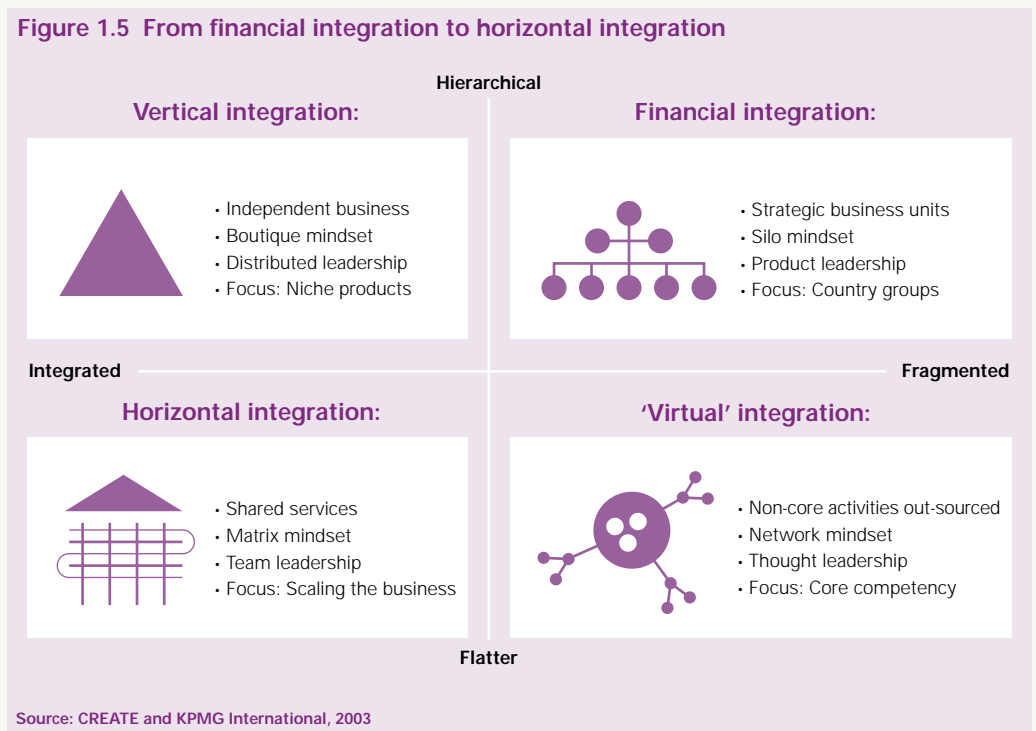 Figure 1.5 From financial integration to horizontal integration
Hierarchical
Vertical integration:
• Independent business
• Boutique mindset
• Distributed leadership
• Focus: Niche products
Financial integration:
• Strategic business units
• Silo mindset
• Product leadership
• Focus: Country groups
Integrated
Fragmented
Horizontal integration:
• Shared services
• Matrix mindset
• Team leadership
• Focus: Scaling the business
‘Virtual’ integration:
• Non-core activities out-sourced
• Network mindset
• Thought leadership
• Focus: Core competency
Flatter
Source: CREATE and KPMG International, 2003